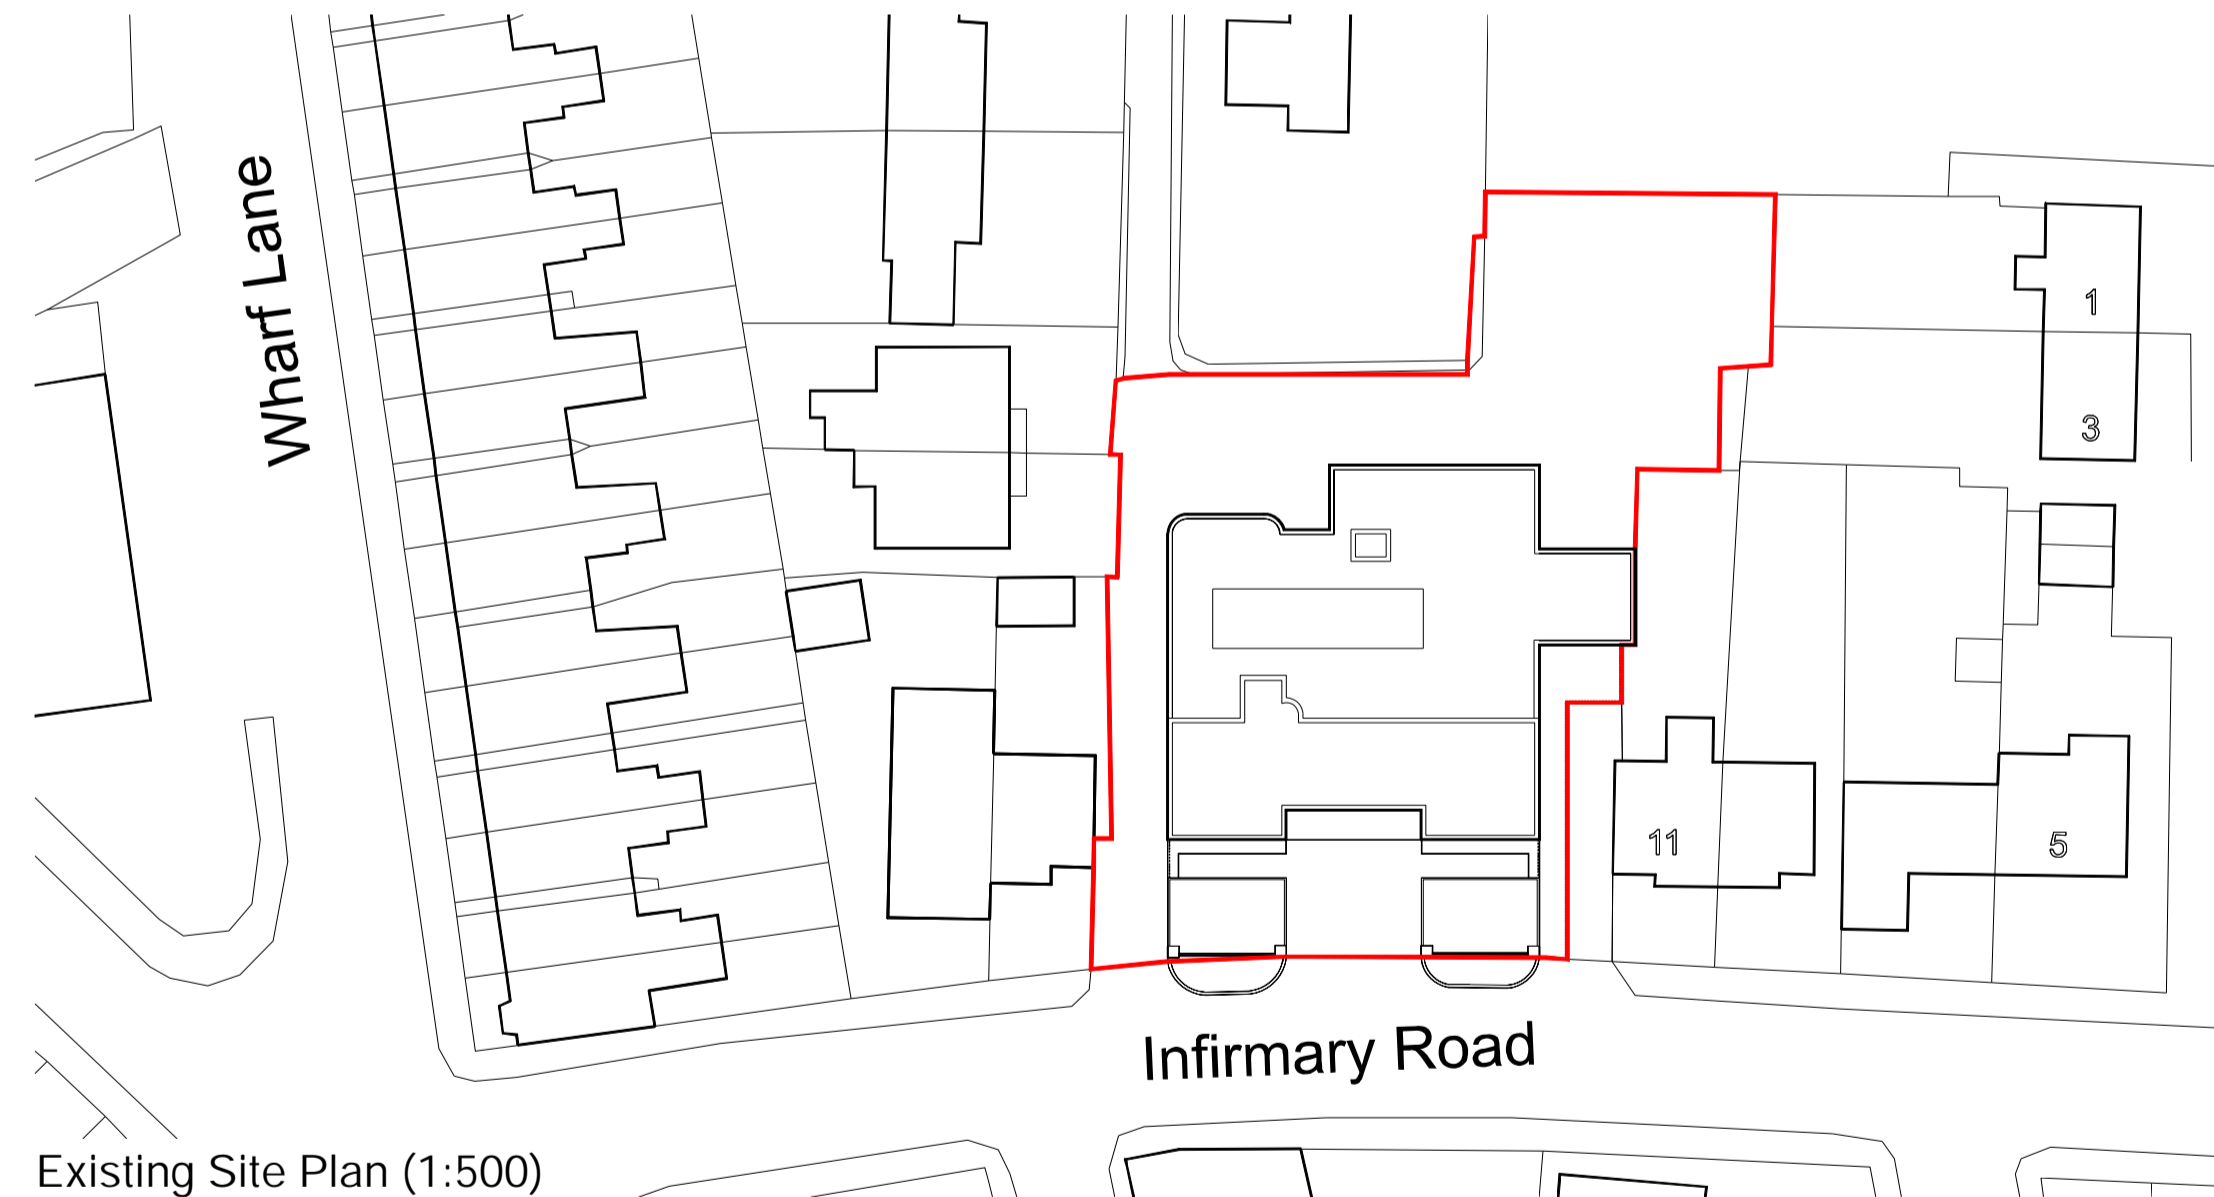 Wharf Lane
1
3
11
5
Infirmary Road
Existing Site Plan (1:500)